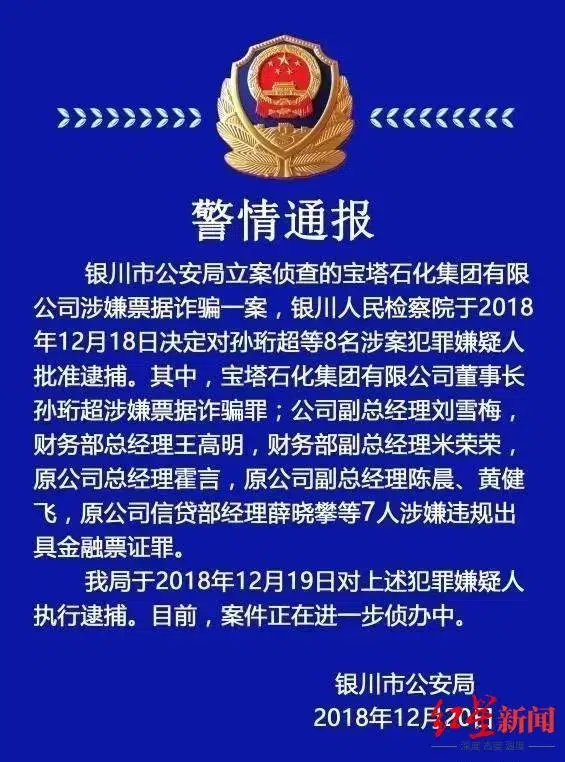 警情通报
银川市公安局立案侦查的宝塔石化集团有限
公司涉嫌票据诈骗一案，银川人民检察院于2018
年12月18日决定对孙珩超等8名涉案犯罪嫌疑人
批准逮捕。其中，宝塔石化集团有限公司董事长
孙珩超涉嫌票据诈骗罪；公司副总经理刘雪梅，
财务部总经理王高明，财务部副总经理米荣荣，
原公司总经理霍言，原公司副总经理陈晨、黄健
飞，原公司信贷部经理薛晓攀等7人涉嫌违规出
具金融票证罪。
我局于2018年12月19日对上述犯罪嫌疑人
执行逮捕。目前，案件正在进一步侦办中。
银川市公安局
2018年12月20日
红星新闻
深度 态度 温度